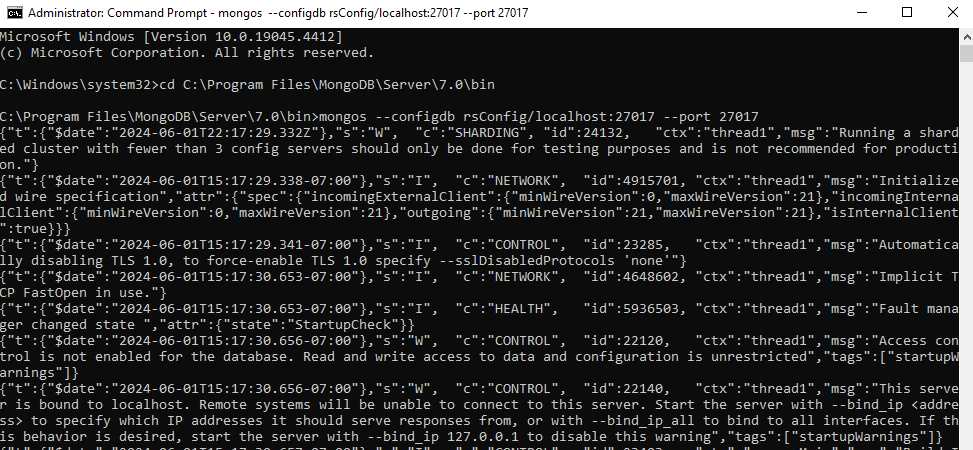 Administrator: Command Prompt - mongos  --configdb rsConfig/localhost:27017 --port 27017
Microsoft Windows [Version 10.0.19045.4412]
(c) Microsoft Corporation. All rights reserved.
C:\Windows\system32>cd C:\Program Files\MongoDB\Server\7.0\bin
C:\Program Files\MongoDB\Server\7.0\bin>mongos --configdb rsConfig/localhost:27017 --port 27017
{"t":{"$date":"2024-06-01T22:17:29.332Z"},"s":"W",  "c":"SHARDING", "id":24132,   "ctx":"thread1","msg":"Running a shard
ed cluster with fewer than 3 config servers should only be done for testing purposes and is not recommended for producti
on."}
{"t":{"$date":"2024-06-01T15:17:29.338-07:00"},"s":"I",  "c":"NETWORK",  "id":4915701, "ctx":"thread1","msg":"Initialize
d wire specification","attr":{"spec":{"incomingExternalClient":{"minWireVersion":0,"maxWireVersion":21},"incomingInterna
lClient":{"minWireVersion":0,"maxWireVersion":21},"outgoing":{"minWireVersion":21,"maxWireVersion":21},"isInternalClient
":true}}}
{"t":{"$date":"2024-06-01T15:17:29.341-07:00"},"s":"I",  "c":"CONTROL",  "id":23285,   "ctx":"thread1","msg":"Automatica
lly disabling TLS 1.0, to force-enable TLS 1.0 specify --sslDisabledProtocols 'none'"}
{"t":{"$date":"2024-06-01T15:17:30.653-07:00"},"s":"I",  "c":"NETWORK",  "id":4648602, "ctx":"thread1","msg":"Implicit T
CP FastOpen in use."}
{"t":{"$date":"2024-06-01T15:17:30.653-07:00"},"s":"I",  "c":"HEALTH",   "id":5936503, "ctx":"thread1","msg":"Fault mana
ger changed state ","attr":{"state":"StartupCheck"}}
{"t":{"$date":"2024-06-01T15:17:30.656-07:00"},"s":"W",  "c":"CONTROL",  "id":22120,   "ctx":"thread1","msg":"Access con
trol is not enabled for the database. Read and write access to data and configuration is unrestricted","tags":["startupW
arnings"]}
{"t":{"$date":"2024-06-01T15:17:30.656-07:00"},"s":"W",  "c":"CONTROL",  "id":22140,   "ctx":"thread1","msg":"This serve
r is bound to localhost. Remote systems will be unable to connect to this server. Start the server with --bind_ip <addre
ss> to specify which IP addresses it should serve responses from, or with --bind_ip_all to bind to all interfaces. If th
is behavior is desired, start the server with --bind_ip 127.0.0.1 to disable this warning","tags":["startupWarnings"]}